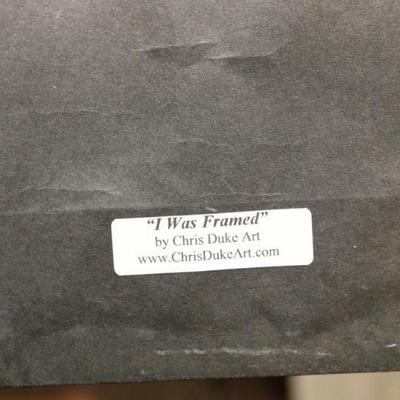 "I Was Framed"
by Chris Duke Art
www.ChrisDukeArt.com